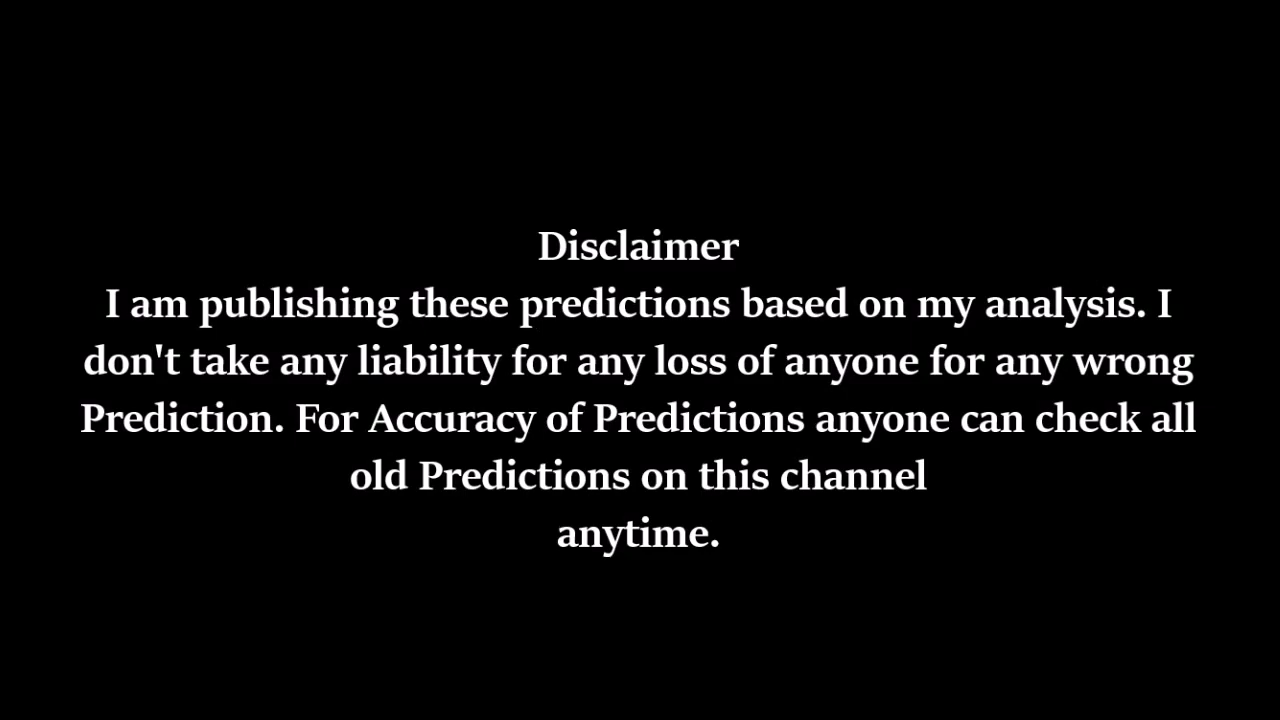 Disclaimer
I am publishing these predictions based on my analysis. I
don't take any liability for any loss of anyone for any wrong
Prediction. For Accuracy of Predictions anyone can check all
old Predictions on this channel
anytime.